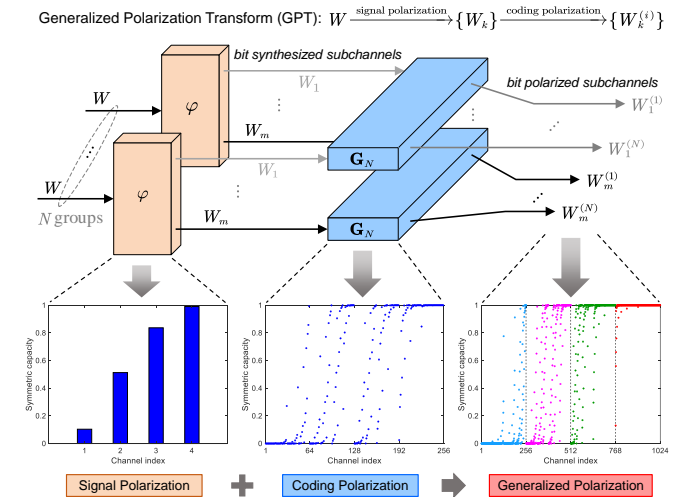 Generalized Polarization Transform (GPT): W —signal polarization→ {W_k} —coding polarization→ {W_k^(i)}
bit synthesized subchannels
bit polarized subchannels
W_1
W
φ
W_1^(1)
W_m
W_1
G_N
W_1^(N)
W
φ
W_m^(1)
N groups
W_m
G_N
W_m^(N)
Symmetric capacity
1
0.8
0.6
0.4
0.2
0
1 2 3 4
Channel index
Symmetric capacity
1
0.8
0.6
0.4
0.2
0
1 64 128 192 256
Channel index
Symmetric capacity
1
0.8
0.6
0.4
0.2
0
1 256 512 768 1024
Channel index
Signal Polarization
Coding Polarization
Generalized Polarization